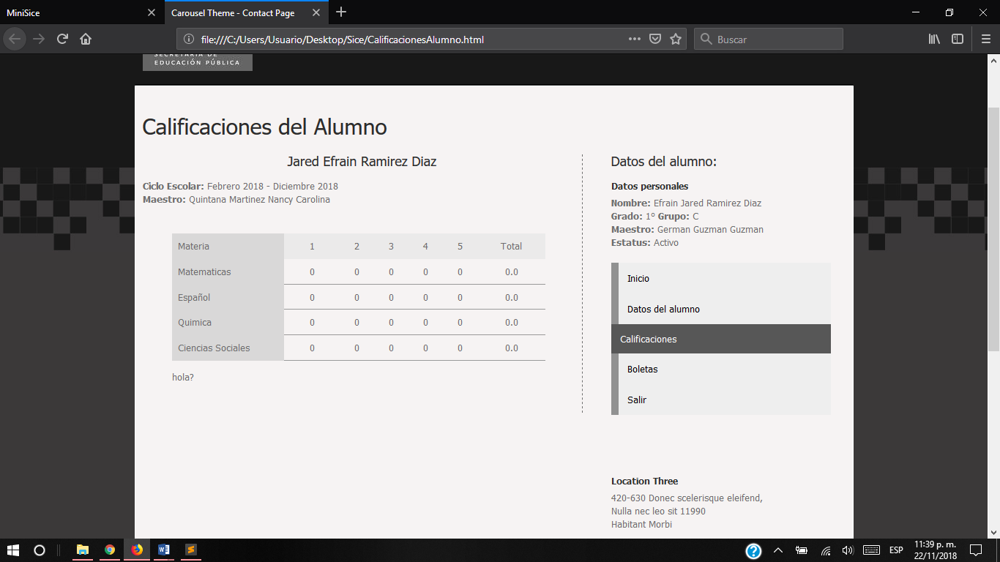 MiniSice
Carousel Theme - Contact Page
file:///C:/Users/Usuario/Desktop/Sice/CalificacionesAlumno.html
Buscar
SECRETARÍA DE
EDUCACIÓN PÚBLICA
Calificaciones del Alumno
Jared Efrain Ramirez Diaz
Ciclo Escolar: Febrero 2018 - Diciembre 2018
Maestro: Quintana Martinez Nancy Carolina
Materia 1 2 3 4 5 Total
Matematicas 0 0 0 0 0 0.0
Español 0 0 0 0 0 0.0
Quimica 0 0 0 0 0 0.0
Ciencias Sociales 0 0 0 0 0 0.0
hola?
Datos del alumno:
Datos personales
Nombre: Efrain Jared Ramirez Diaz
Grado: 1° Grupo: C
Maestro: German Guzman Guzman
Estatus: Activo
Inicio
Datos del alumno
Calificaciones
Boletas
Salir
Location Three
420-630 Donec scelerisque eleifend,
Nulla nec leo sit 11990
Habitant Morbi
ESP
11:39 p. m.
22/11/2018